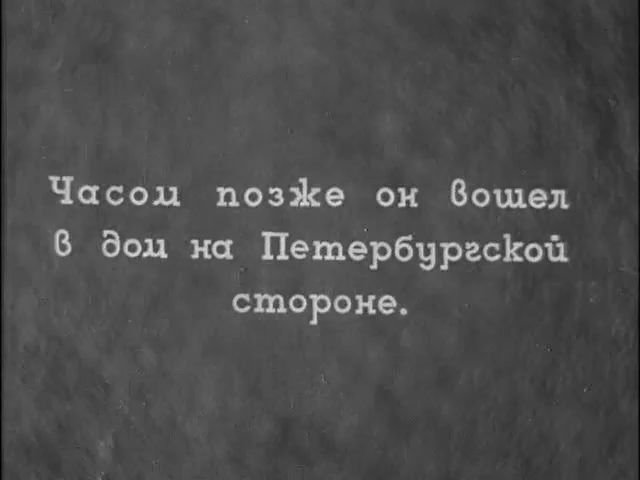 Часом позже он вошел
в дом на Петербургской
стороне.